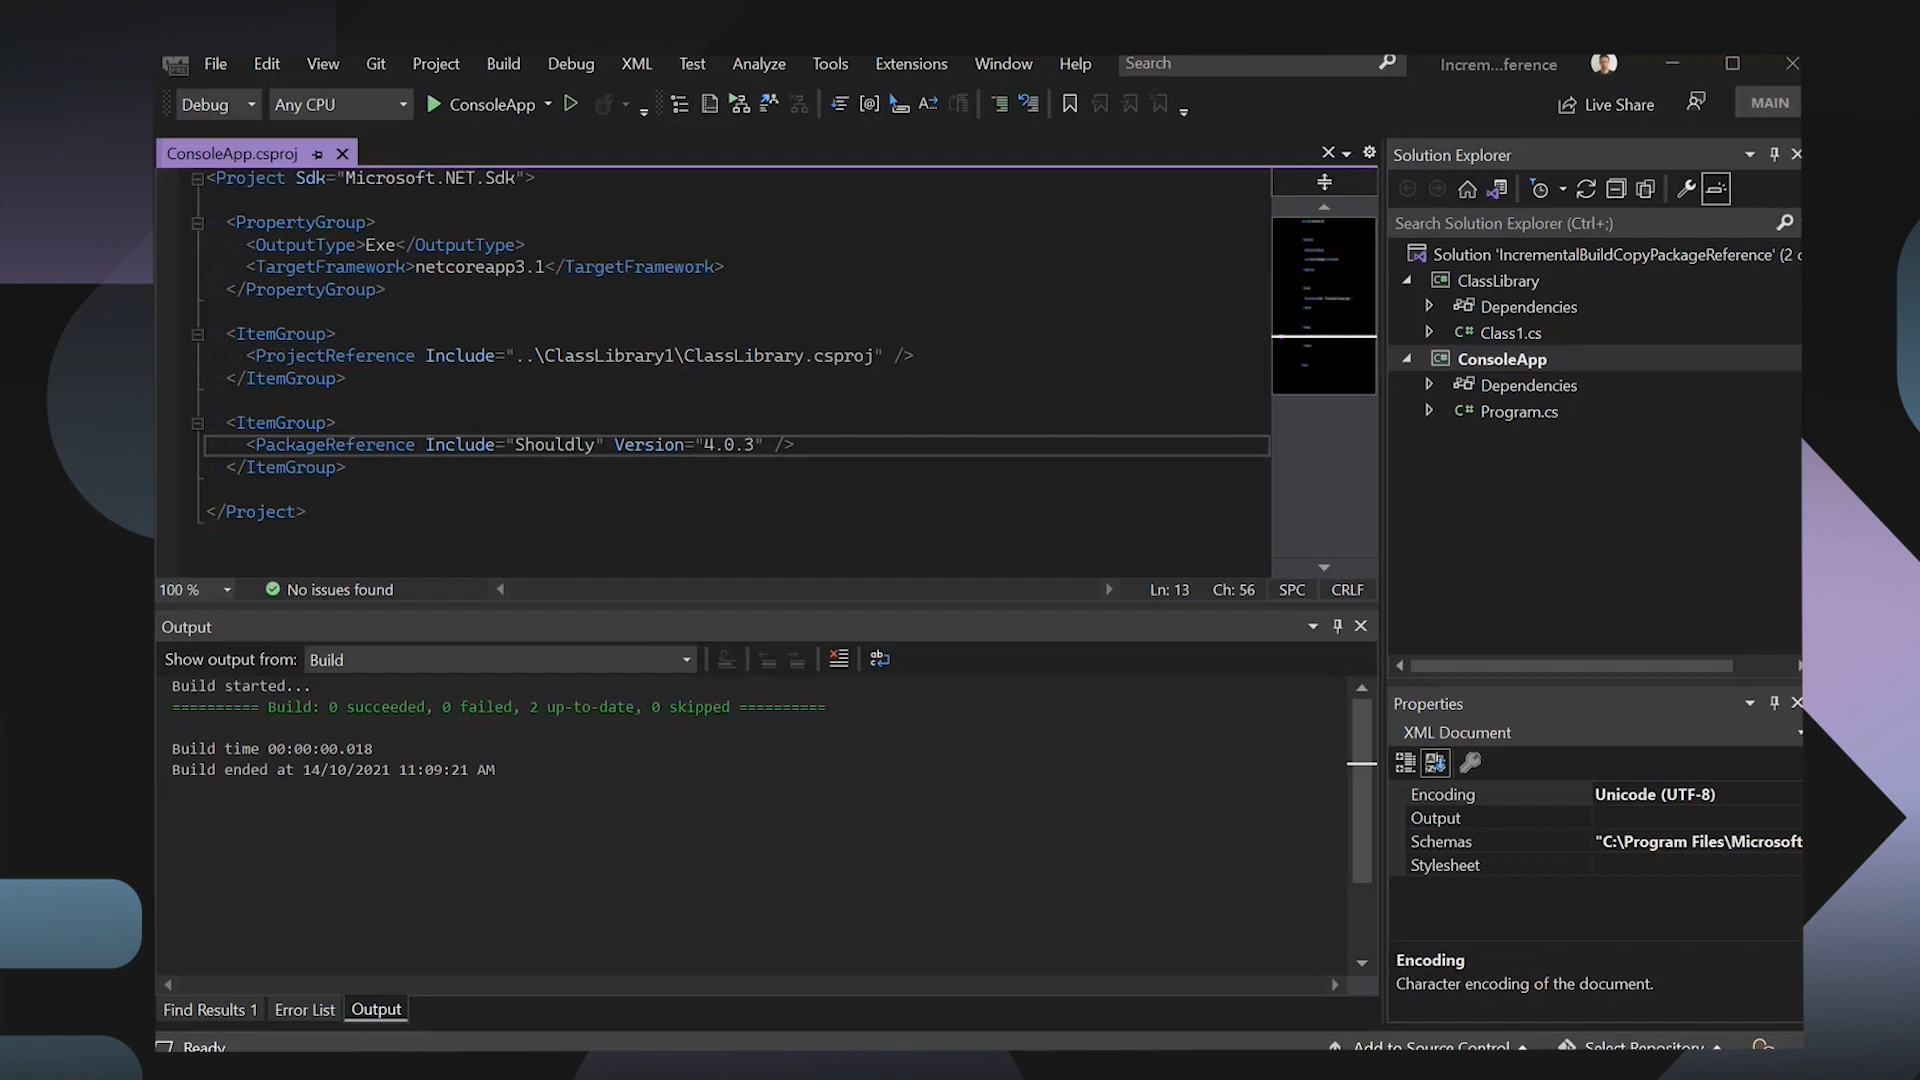 File Edit View Git Project Build Debug XML Test Analyze Tools Extensions Window Help Search Increm...ference
Debug Any CPU ConsoleApp Live Share MAIN
ConsoleApp.csproj
<Project Sdk="Microsoft.NET.Sdk">
<PropertyGroup>
<OutputType>Exe</OutputType>
<TargetFramework>netcoreapp3.1</TargetFramework>
</PropertyGroup>
<ItemGroup>
<ProjectReference Include="..\ClassLibrary1\ClassLibrary.csproj" />
</ItemGroup>
<ItemGroup>
<PackageReference Include="Shouldly" Version="4.0.3" />
</ItemGroup>
</Project>
100 % No issues found Ln: 13 Ch: 56 SPC CRLF
Output
Show output from: Build
Build started...
========== Build: 0 succeeded, 0 failed, 2 up-to-date, 0 skipped ==========
Build time 00:00:00.018
Build ended at 14/10/2021 11:09:21 AM
Find Results 1 Error List Output
Solution Explorer
Search Solution Explorer (Ctrl+;)
Solution 'IncrementalBuildCopyPackageReference' (2 c
C# ClassLibrary
Dependencies
C# Class1.cs
C# ConsoleApp
Dependencies
C# Program.cs
Properties
XML Document
Encoding Unicode (UTF-8)
Output
Schemas "C:\Program Files\Microsoft
Stylesheet
Encoding
Character encoding of the document.
Ready Add to Source Control Select Repository